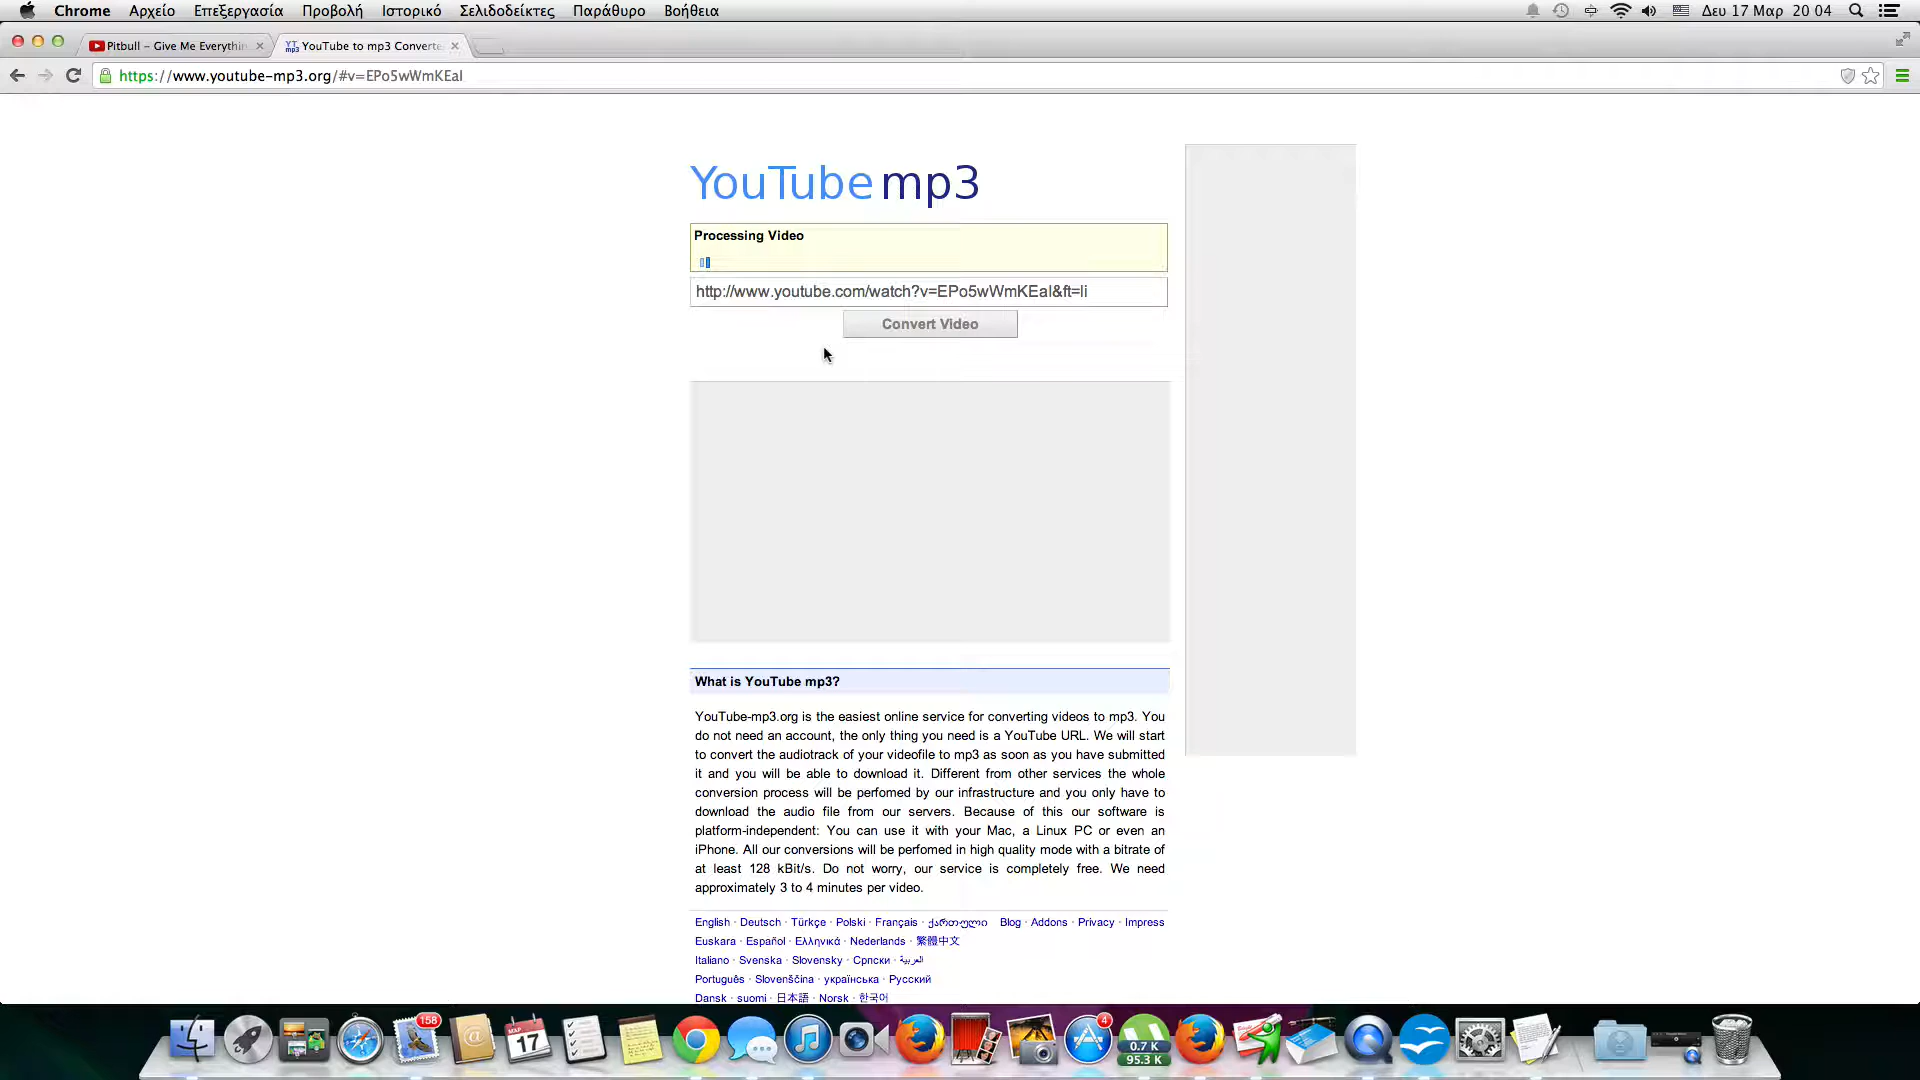 Chrome Αρχείο Επεξεργασία Προβολή Ιστορικό Σελιδοδείκτες Παράθυρο Βοήθεια Δευ 17 Μαρ 20 04
Pitbull – Give Me Everythin
YouTube to mp3 Converte
https://www.youtube-mp3.org/#v=EPo5wWmKEaI
YouTube mp3
Processing Video
http://www.youtube.com/watch?v=EPo5wWmKEaI&ft=li
Convert Video
What is YouTube mp3?
YouTube-mp3.org is the easiest online service for converting videos to mp3. You
do not need an account, the only thing you need is a YouTube URL. We will start
to convert the audiotrack of your videofile to mp3 as soon as you have submitted
it and you will be able to download it. Different from other services the whole
conversion process will be perfomed by our infrastructure and you only have to
download the audio file from our servers. Because of this our software is
platform-independent: You can use it with your Mac, a Linux PC or even an
iPhone. All our conversions will be perfomed in high quality mode with a bitrate of
at least 128 kBit/s. Do not worry, our service is completely free. We need
approximately 3 to 4 minutes per video.
English · Deutsch · Türkçe · Polski · Français · ქართული Blog · Addons · Privacy · Impress
Euskara · Español · Ελληνικά · Nederlands · 繁體中文
Italiano · Svenska · Slovensky · Српски · العربية
Português · Slovenščina · українська · Русский
Dansk · suomi · 日本語 · Norsk · 한국어
158
MAP
17
4
0.7 K
95.3 K